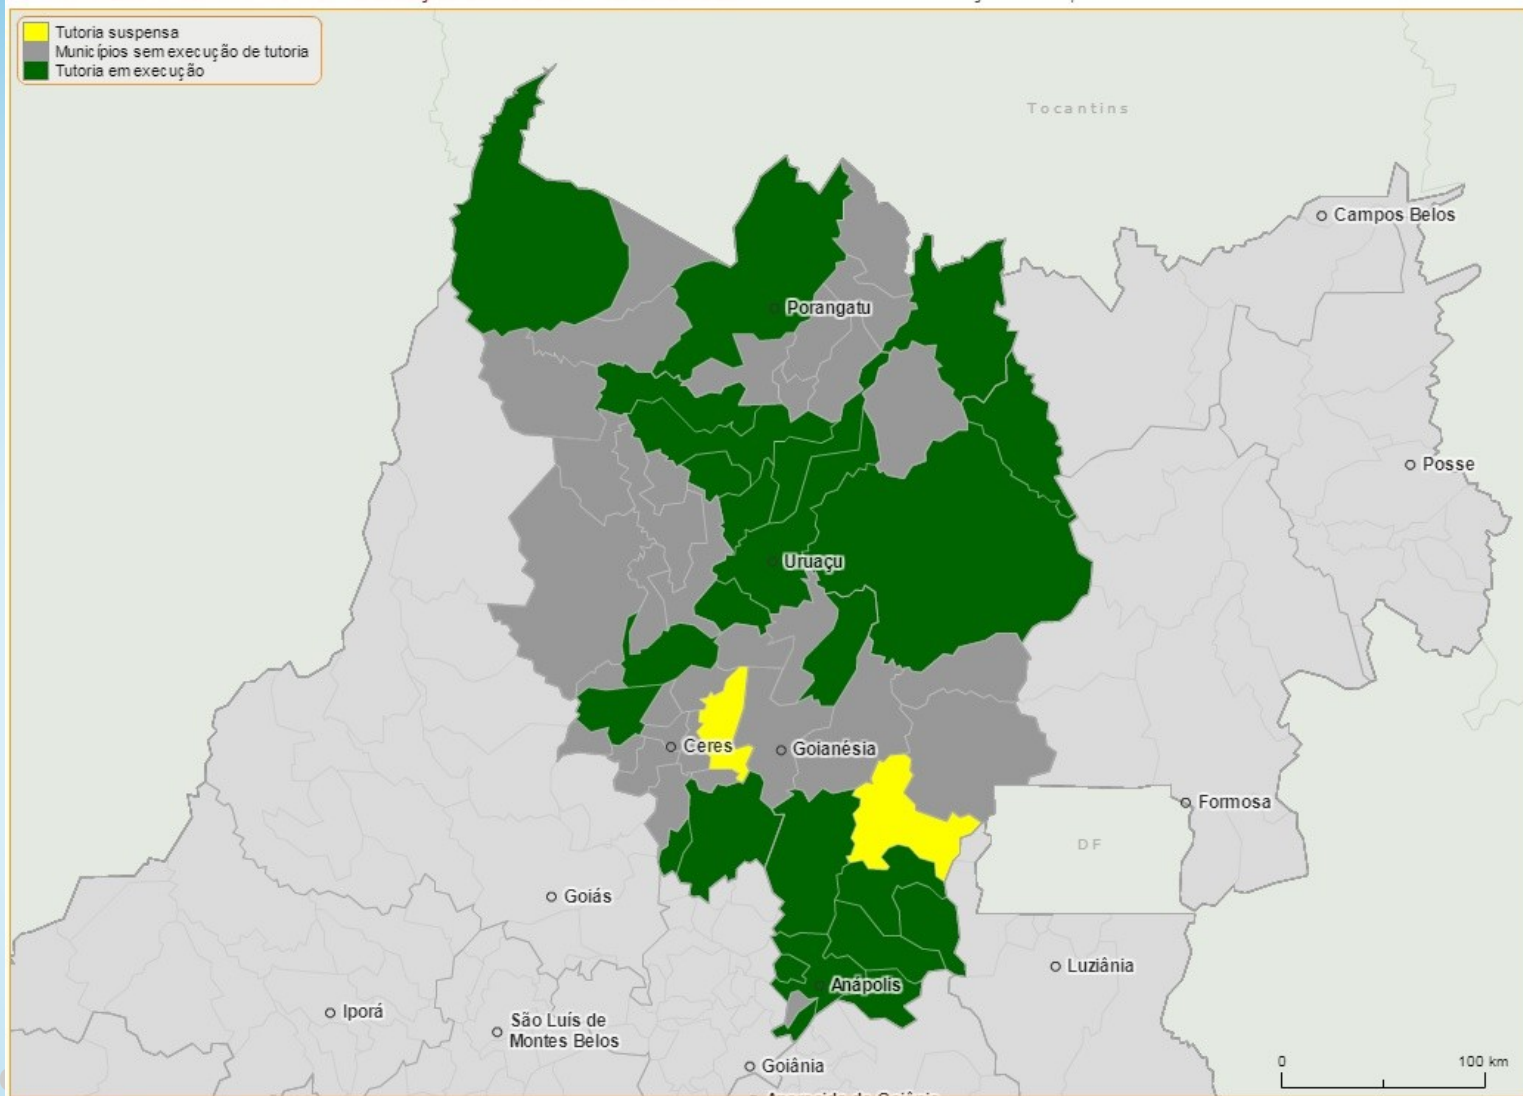 Tutoria suspensa
Municípios sem execução de tutoria
Tutoria em execução
Tocantins
Campos Belos
Porangatu
Posse
Uruaçu
Ceres
Goianésia
Formosa
DF
Goiás
Luziânia
Anápolis
Iporá
São Luís de
Montes Belos
Goiânia
0 100 km